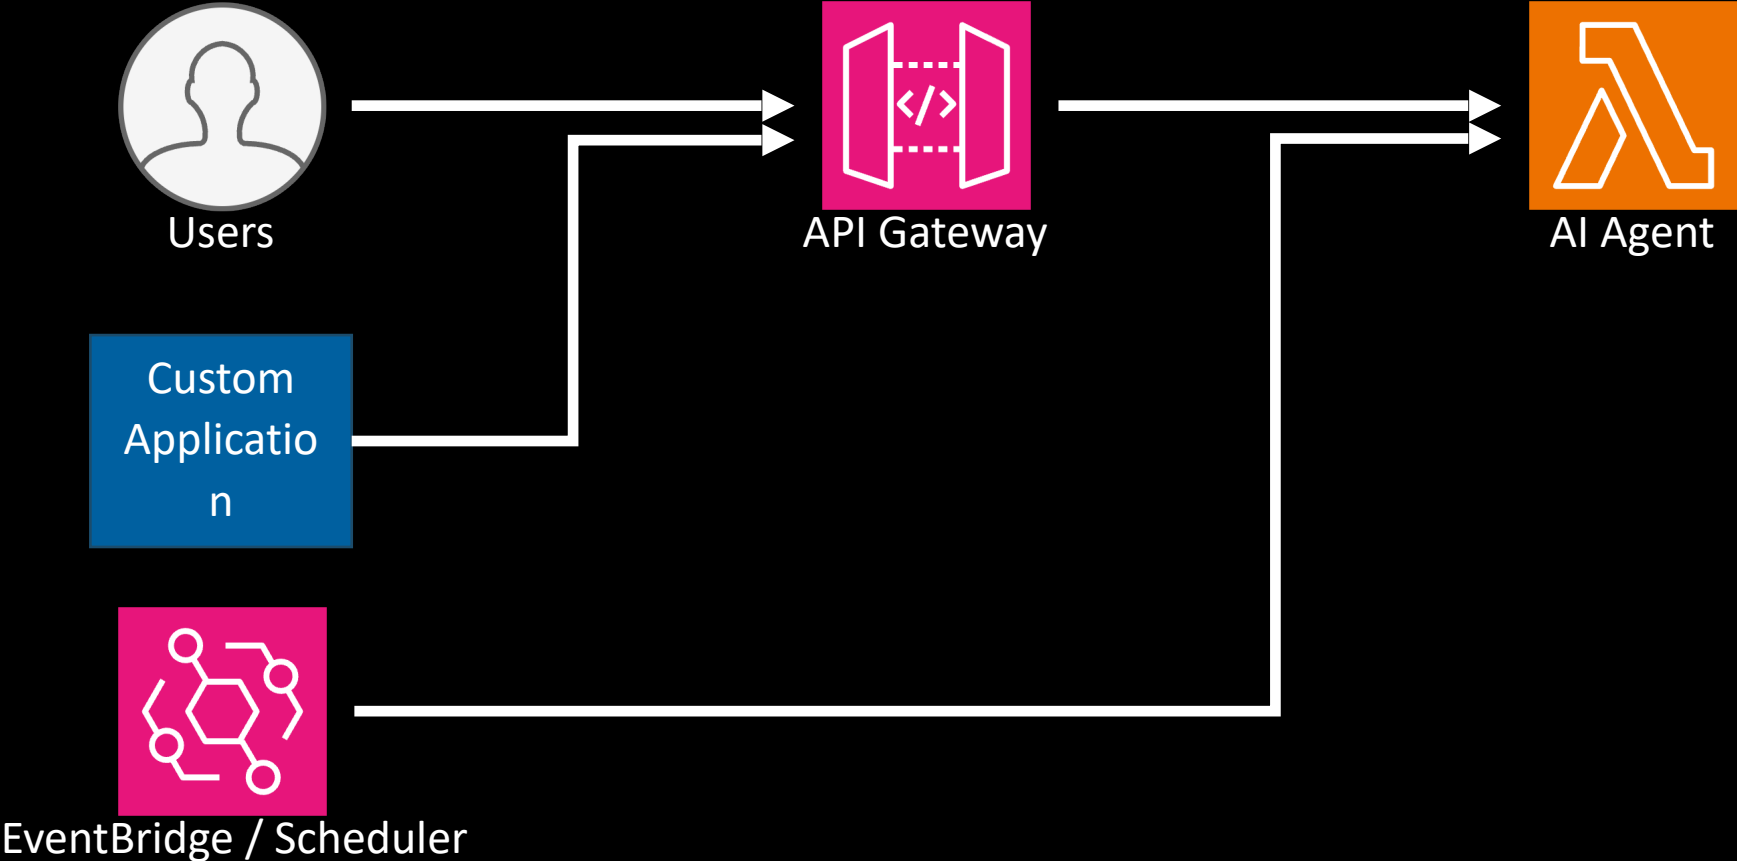 Users
API Gateway
</>
AI Agent
Custom
Applicatio
n
EventBridge / Scheduler